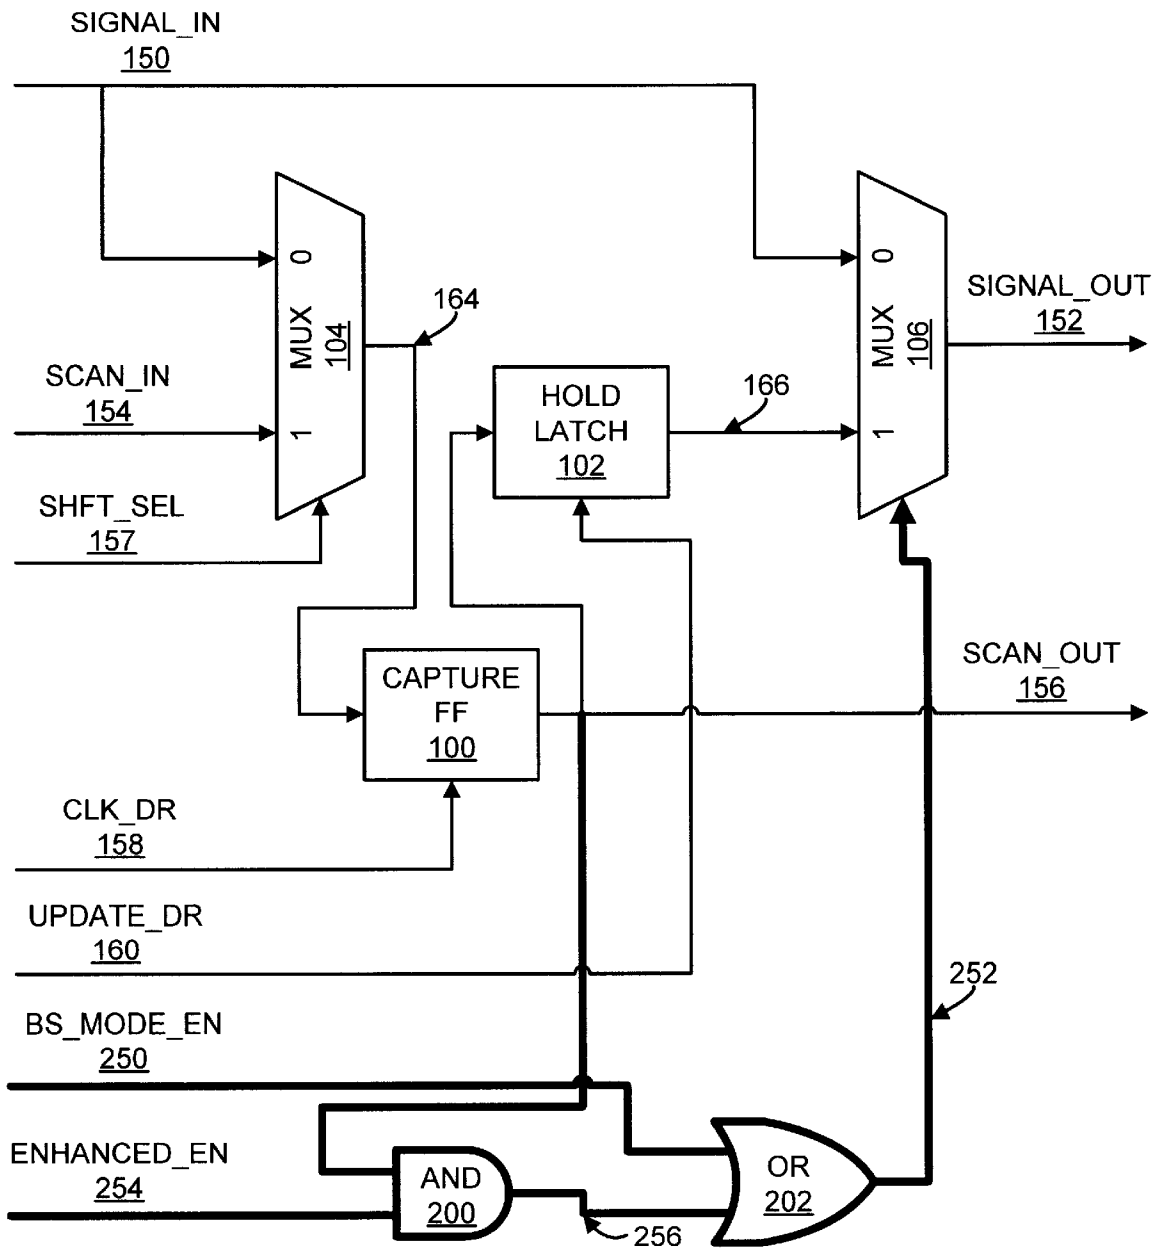 SIGNAL_IN
150
0
MUX
104
1
164
SCAN_IN
154
SHFT_SEL
157
HOLD
LATCH
102
166
0
MUX
106
1
SIGNAL_OUT
152
CAPTURE
FF
100
SCAN_OUT
156
CLK_DR
158
UPDATE_DR
160
BS_MODE_EN
250
252
ENHANCED_EN
254
AND
200
256
OR
202